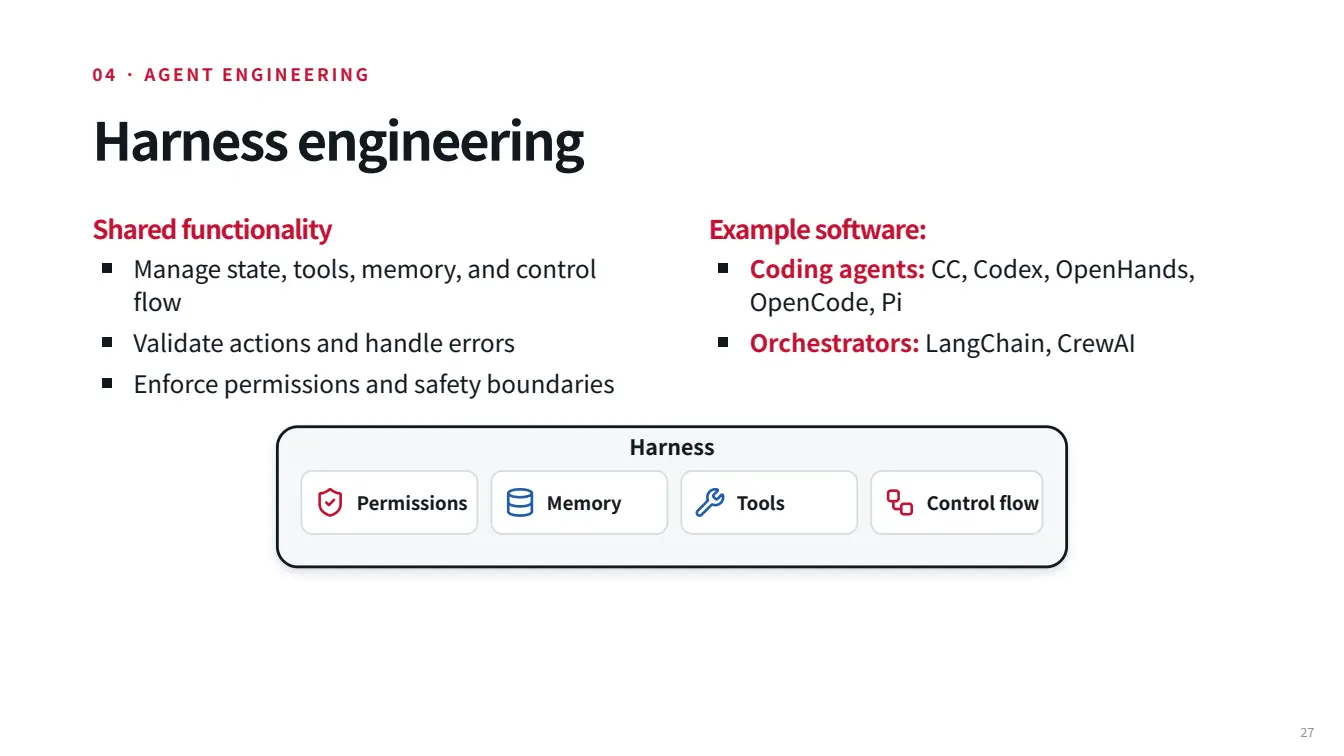 04 · AGENT ENGINEERING
Harness engineering
Shared functionality
Manage state, tools, memory, and control
flow
Validate actions and handle errors
Enforce permissions and safety boundaries
Example software:
Coding agents: CC, Codex, OpenHands,
OpenCode, Pi
Orchestrators: LangChain, CrewAI
Harness
Permissions
Memory
Tools
Control flow
27